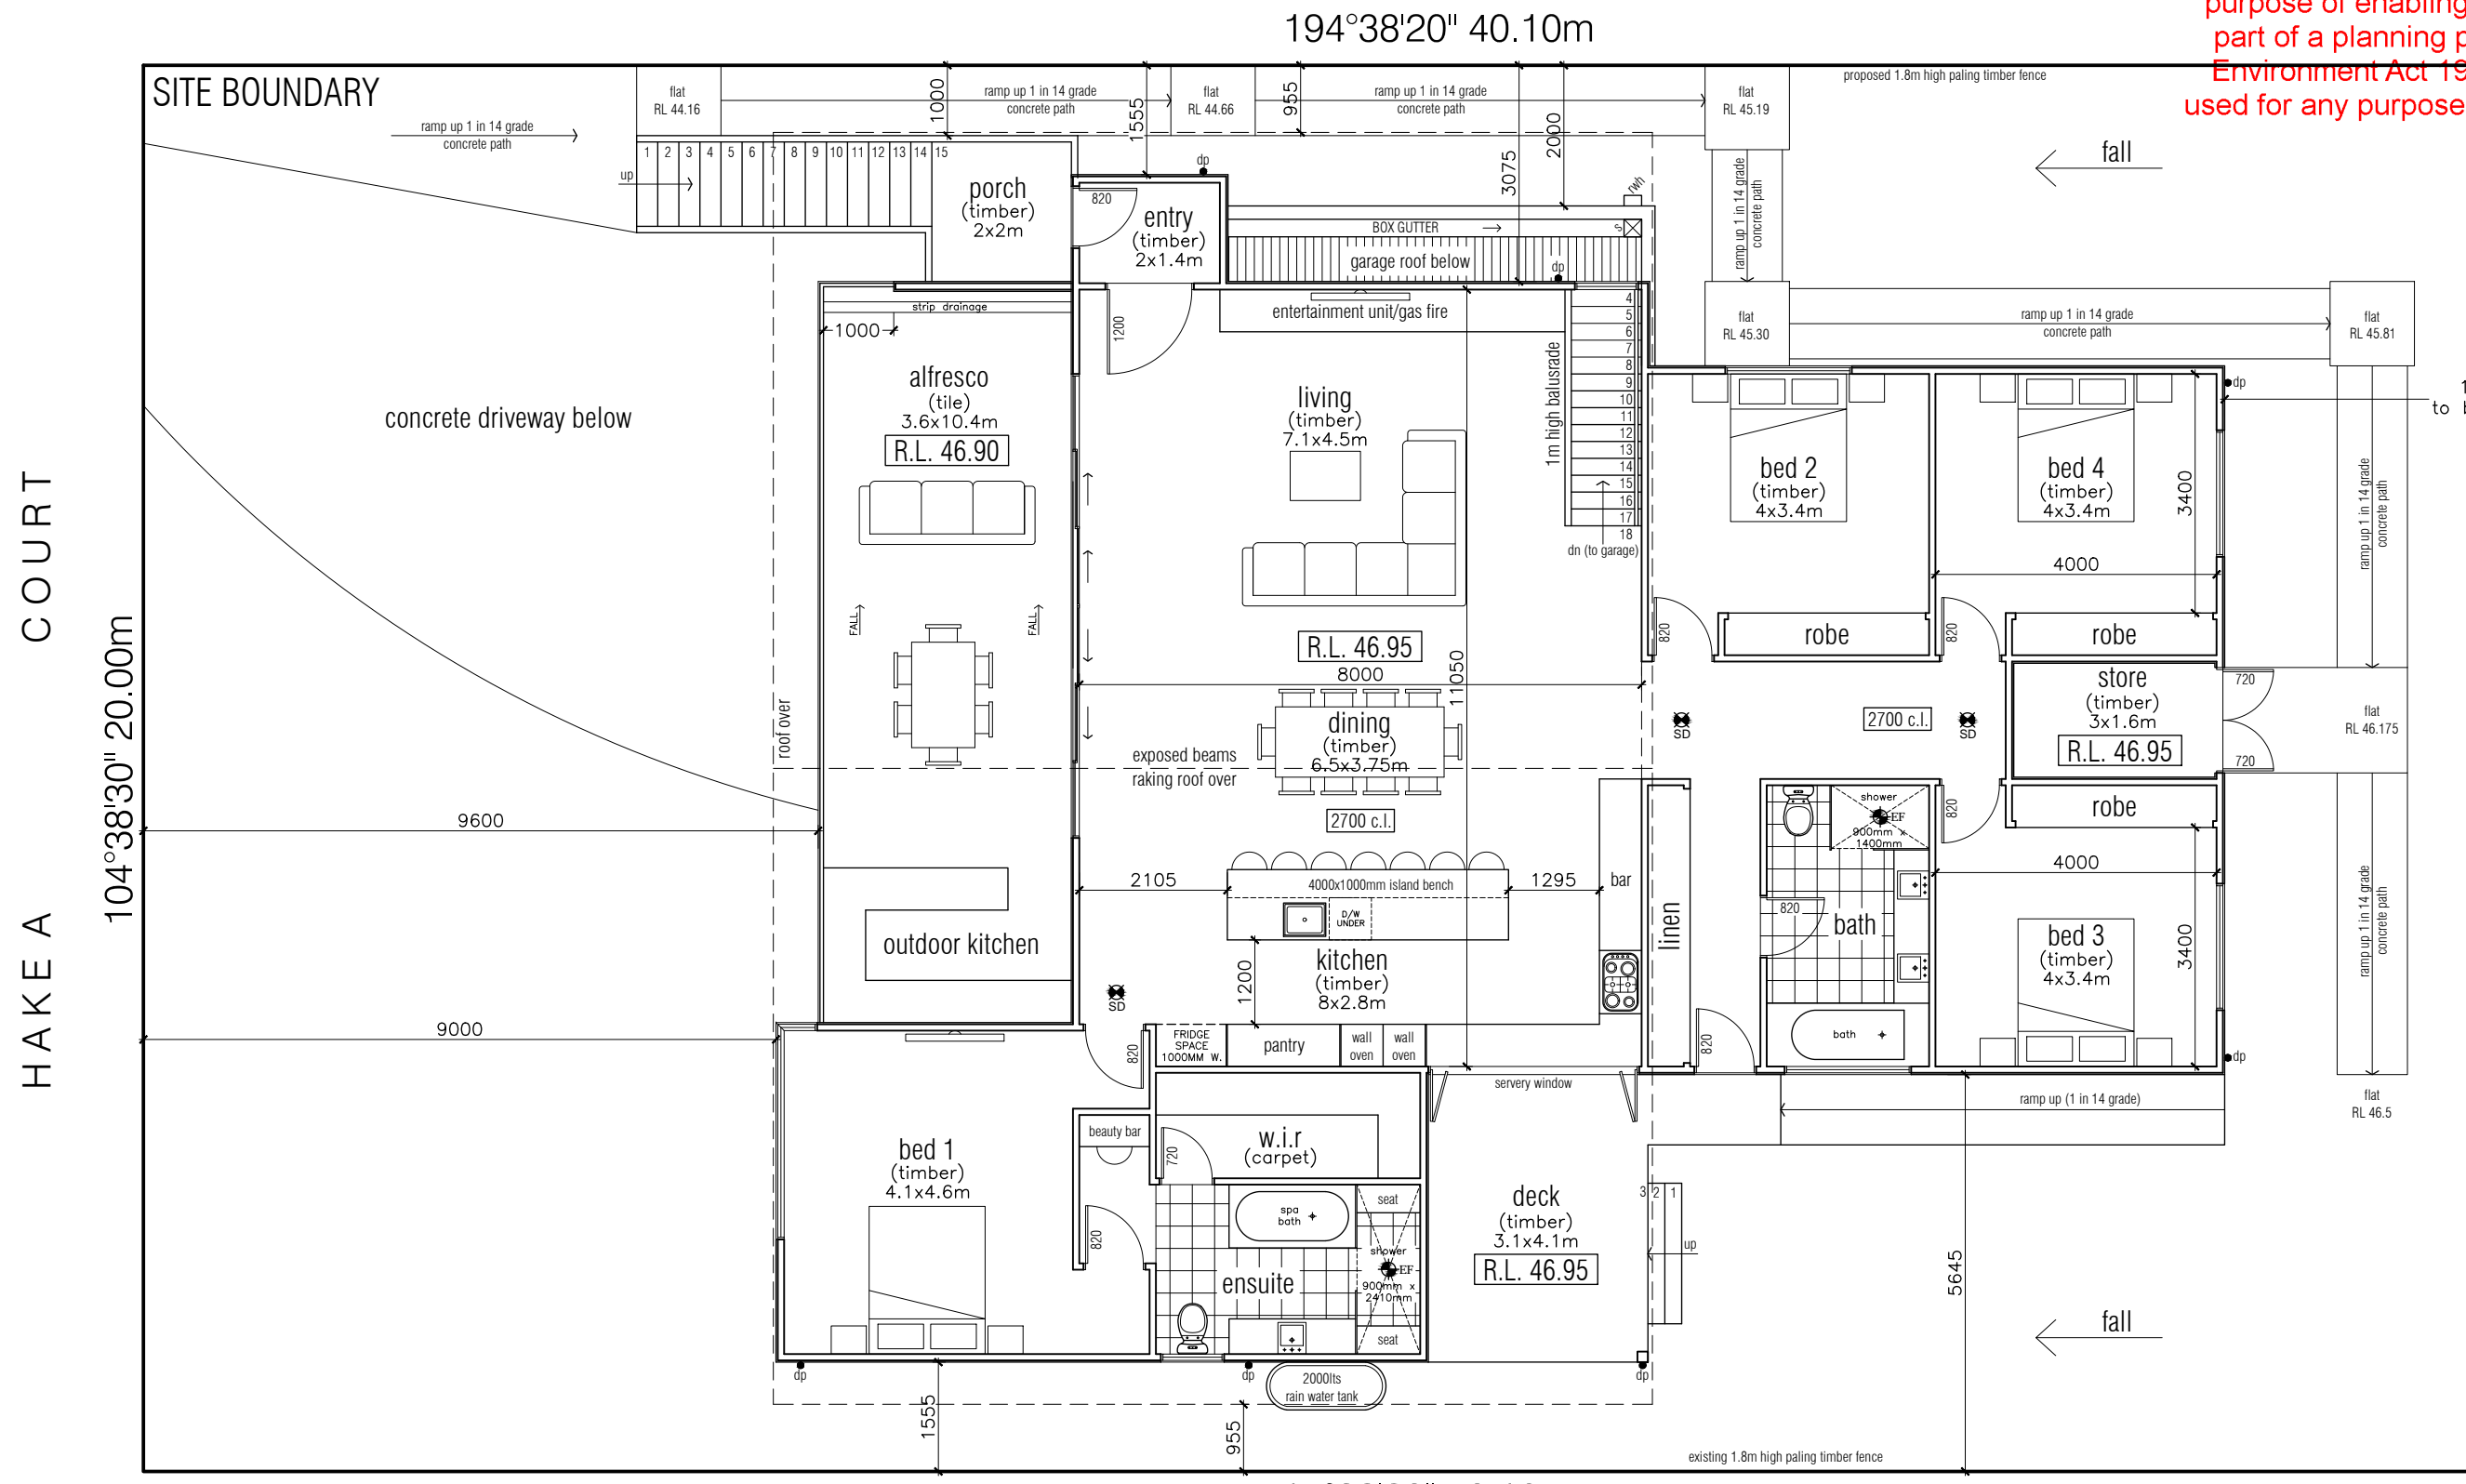 194°38'20" 40.10m
purpose of enabling
part of a planning p
Environment Act 19
used for any purpose
SITE BOUNDARY
proposed 1.8m high paling timber fence
ramp up 1 in 14 grade
concrete path
flat
RL 44.16
1000
ramp up 1 in 14 grade
concrete path
1555
flat
RL 44.66
955
ramp up 1 in 14 grade
concrete path
3075
2000
flat
RL 45.19
ramp up 1 in 14 grade
concrete path
fall
1 2 3 4 5 6 7 8 9 10 11 12 13 14 15
up
porch
(timber)
2x2m
820
entry
(timber)
2x1.4m
dp
rwh
BOX GUTTER
S
garage roof below
dp
flat
RL 45.30
ramp up 1 in 14 grade
concrete path
flat
RL 45.81
strip drainage
1000
1200
entertainment unit/gas fire
4
5
6
7
8
9
10
11
12
13
14
15
16
17
18
1m high balusrade
dn (to garage)
alfresco
(tile)
3.6x10.4m
R.L. 46.90
concrete driveway below
living
(timber)
7.1x4.5m
bed 2
(timber)
4x3.4m
bed 4
(timber)
4x3.4m
3400
4000
dp
1
to b
ramp up 1 in 14 grade
concrete path
HAKE A COURT
104°38'30" 20.00m
FALL
FALL
R.L. 46.95
8000
11050
820
robe
820
robe
store
(timber)
3x1.6m
R.L. 46.95
720
720
flat
RL 46.175
roof over
exposed beams
raking roof over
dining
(timber)
6.5x3.75m
2700 c.l.
SD
2700 c.l.
SD
9600
shower
EF
900mm x
1400mm
820
robe
4000
2105
4000x1000mm island bench
1295
bar
D/W
UNDER
linen
820
bath
bed 3
(timber)
4x3.4m
3400
ramp up 1 in 14 grade
concrete path
outdoor kitchen
1200
kitchen
(timber)
8x2.8m
SD
9000
820
FRIDGE
SPACE
1000MM W.
pantry
wall
oven
wall
oven
820
bath
dp
servery window
ramp up (1 in 14 grade)
flat
RL 46.5
bed 1
(timber)
4.1x4.6m
beauty bar
720
w.i.r
(carpet)
820
spa
bath
seat
shower
EF
900mm x
2410mm
seat
ensuite
deck
(timber)
3.1x4.1m
R.L. 46.95
3 2 1
up
5645
fall
dp
dp
dp
2000lts
rain water tank
1555
955
existing 1.8m high paling timber fence